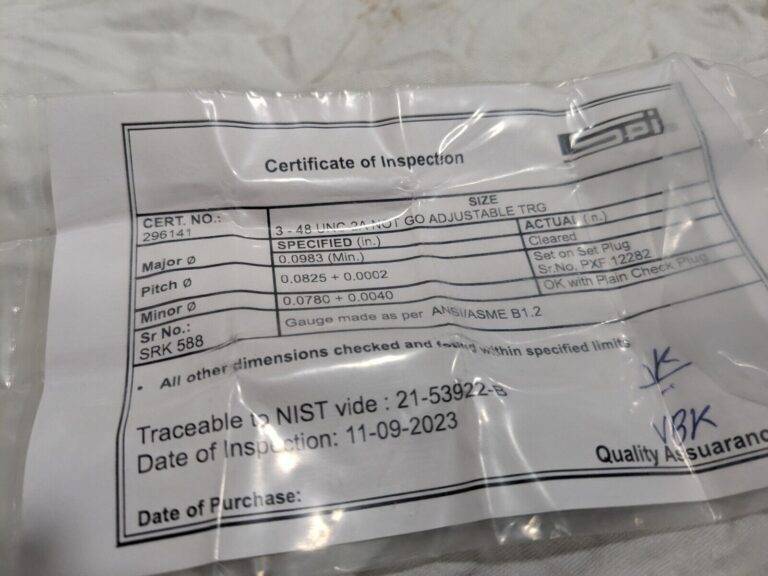 SPi
Certificate of Inspection
CERT. NO.: 296141
SIZE
3 - 48 UNC 2A NOT GO ADJUSTABLE TRG
SPECIFIED (in.) ACTUAL (in.)
Major Ø 0.0983 (Min.) Cleared
Pitch Ø 0.0825 + 0.0002 Set on Set Plug Sr.No. PXF 12282
Minor Ø 0.0780 + 0.0040 OK with Plain Check Plug
Sr No.: SRK 588 Gauge made as per ANSI/ASME B1.2
• All other dimensions checked and found within specified limits
Traceable to NIST vide : 21-53922-B
Date of Inspection: 11-09-2023
VBK
Quality Assuranc
Date of Purchase: